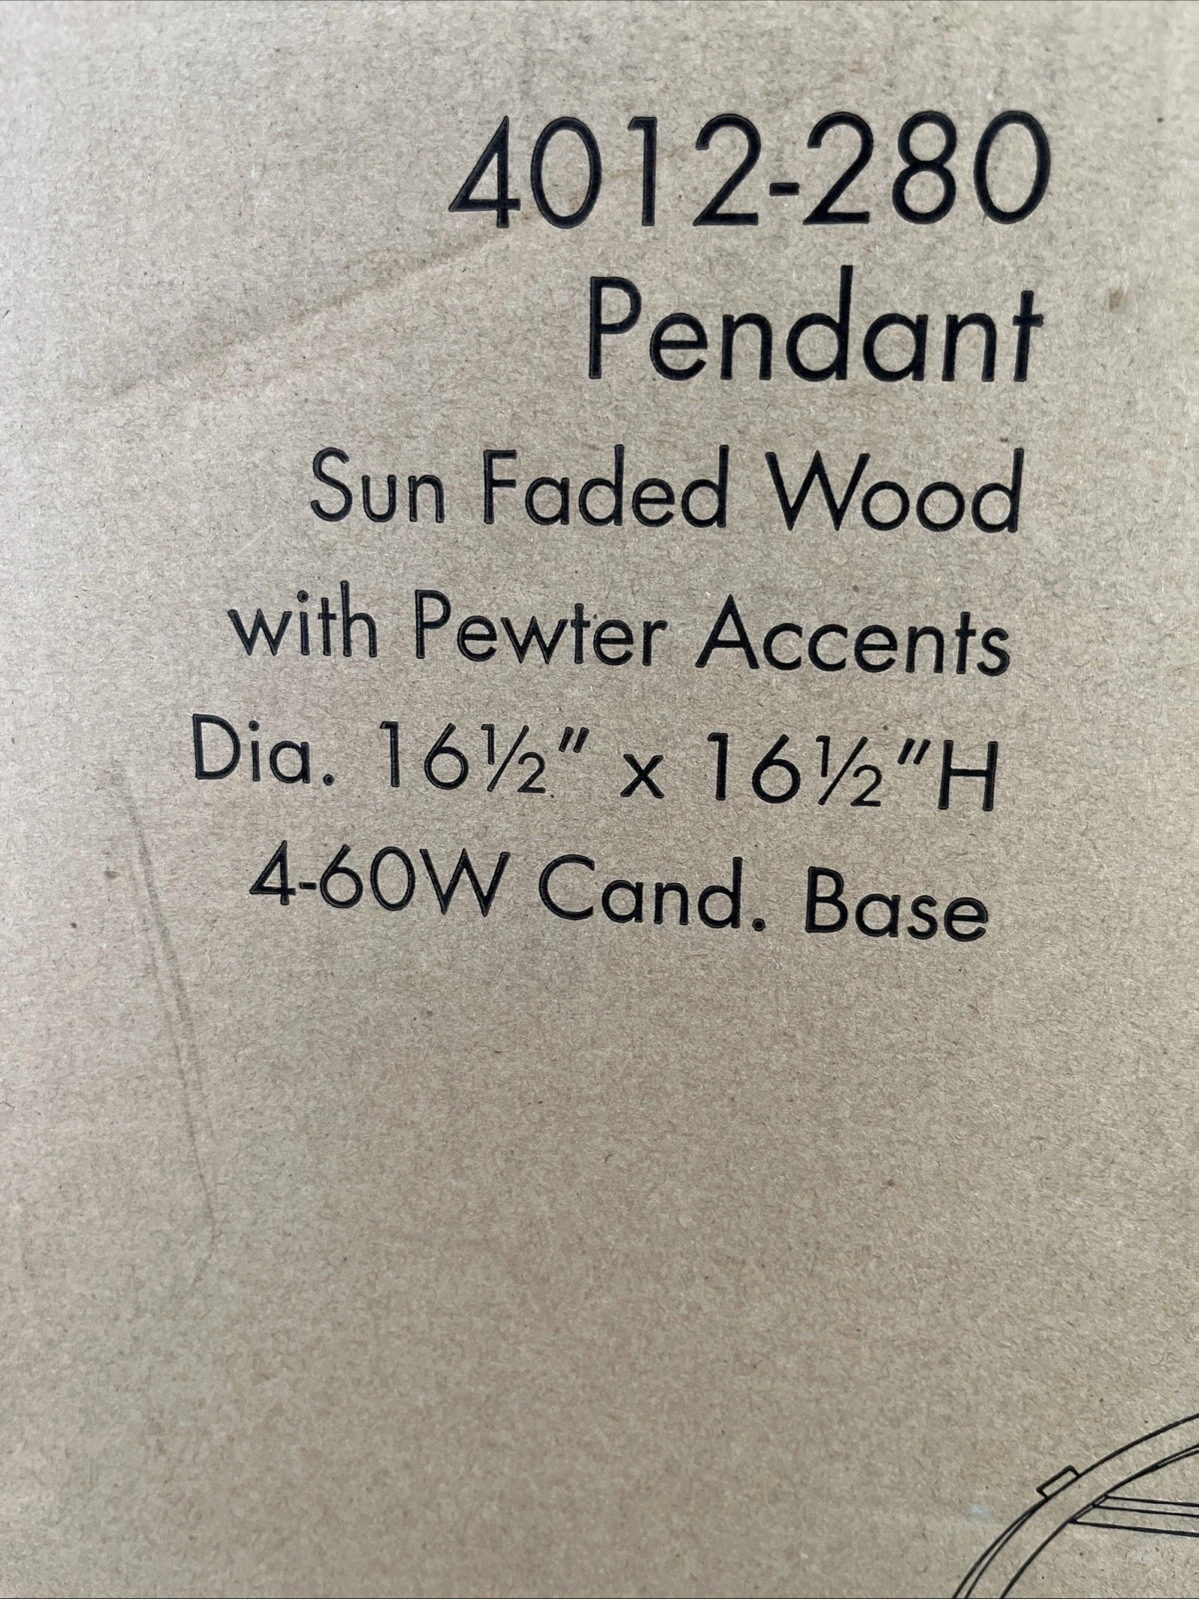 4012-280
Pendant
Sun Faded Wood
with Pewter Accents
Dia. 16½" x 16½"H
4-60W Cand. Base